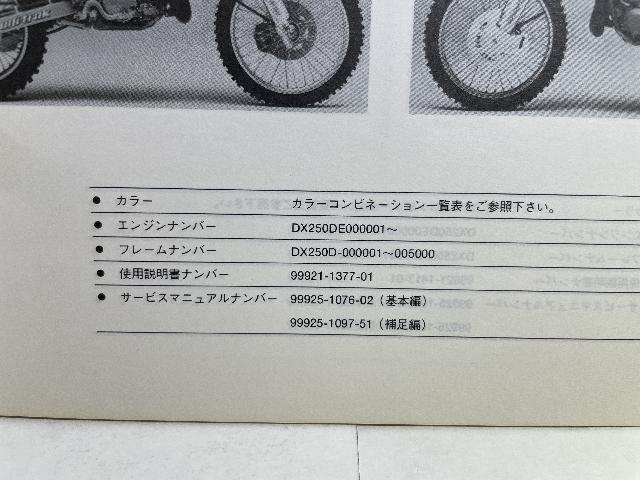 ● カラー カラーコンビネーション一覧表をご参照下さい。
● エンジンナンバー DX250DE000001～
● フレームナンバー DX250D-000001～005000
● 使用説明書ナンバー 99921-1377-01
● サービスマニュアルナンバー 99925-1076-02（基本編）
99925-1097-51（補足編）